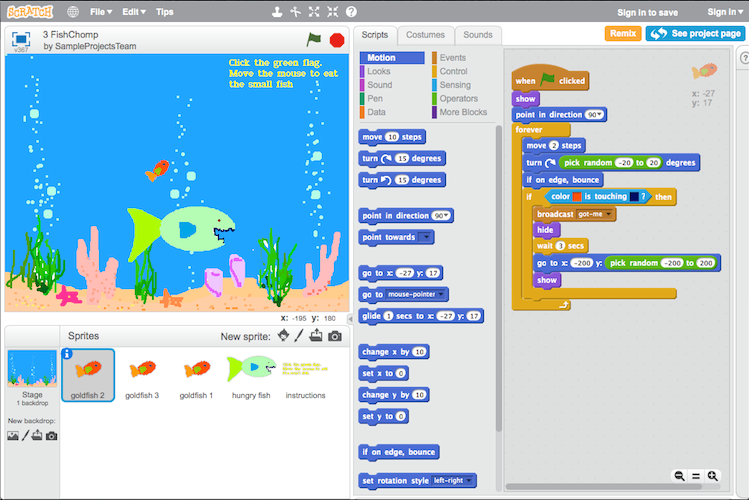 SCRATCH File Edit Tips Sign in to save Sign in
3 FishChomp
by SampleProjectsTeam
v367
Click the green flag.
Move the mouse to eat
the small fish
x: -195 y: 180
Sprites New sprite:
Stage
1 backdrop
New backdrop:
goldfish 2
goldfish 3
goldfish 1
hungry fish
instructions
Scripts Costumes Sounds
Remix
See project page
Motion Events
Looks Control
Sound Sensing
Pen Operators
Data More Blocks
move 10 steps
turn 15 degrees
turn 15 degrees
point in direction 90
point towards
go to x: -27 y: 17
go to mouse-pointer
glide 1 secs to x: -27 y: 17
change x by 10
set x to 0
change y by 10
set y to 0
if on edge, bounce
set rotation style left-right
x: -27
y: 17
when clicked
show
point in direction 90
forever
move 2 steps
turn pick random -20 to 20 degrees
if on edge, bounce
if color is touching ? then
broadcast got-me
hide
wait 1 secs
go to x: -200 y: pick random -200 to 200
show
?